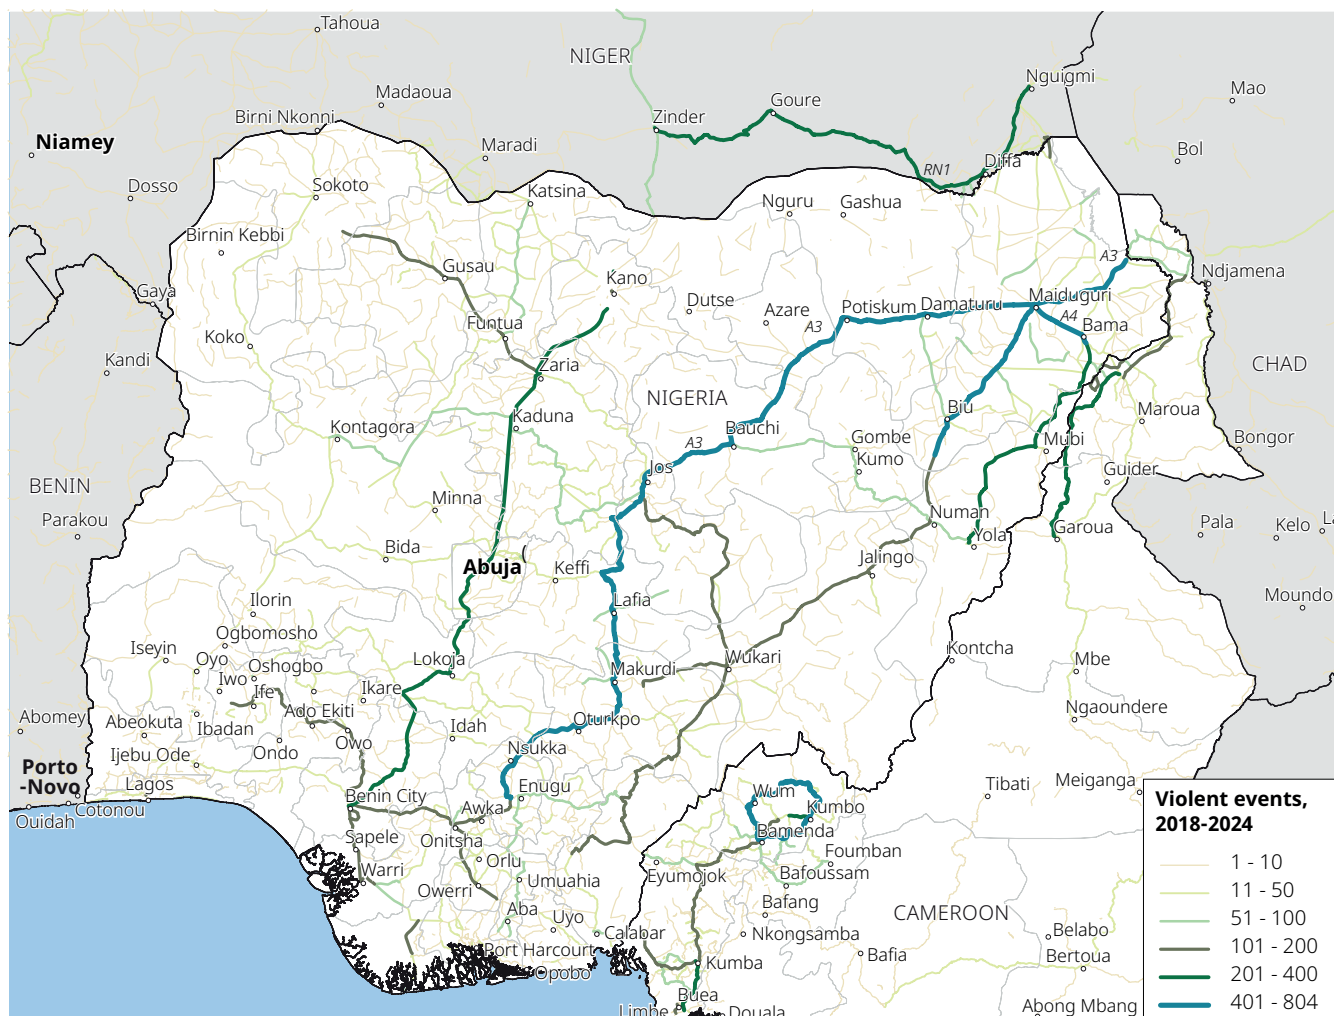 Tahoua
NIGER
Nguigmi
Madaoua
Goure
Mao
Birni Nkonni
Zinder
Niamey
Maradi
Bol
Diffa
RN1
Dosso
Sokoto
Katsina
Nguru
Gashua
Birnin Kebbi
A3
Gusau
Kano
Ndjamena
Gaya
Dutse
Azare
Potiskum
Damaturu
Maiduguri
A3
A4
Bama
Funtua
Koko
Kandi
Zaria
CHAD
NIGERIA
Kaduna
Biu
Maroua
Kontagora
Bauchi
A3
Gombe
Mubi
Bongor
Kumo
Jos
Guider
BENIN
Minna
Parakou
Numan
Garoua
Pala
Kelo
Yola
Bida
Abuja
Keffi
Jalingo
Lafia
Ilorin
Moundo
Ogbomosho
Iseyin
Oyo
Oshogbo
Lokoja
Makurdi
Wukari
Kontcha
Mbe
Iwo
Ife
Ikare
Abomey
Abeokuta
Ibadan
Ado Ekiti
Idah
Oturkpo
Ngaoundere
Ijebu Ode
Ondo
Owo
Nsukka
Porto
-Novo
Lagos
Enugu
Wum
Tibati
Meiganga
Cotonou
Ouidah
Benin City
Awka
Kumbo
Sapele
Onitsha
Bamenda
Orlu
Foumban
Warri
Owerri
Umuahia
Eyumojok
Bafoussam
Aba
Uyo
Bafang
CAMEROON
Calabar
Nkongsamba
Belabo
Port Harcourt
Bafia
Bertoua
Opobo
Kumba
Buea
Limbe
Douala
Abong Mbang
Violent events,
2018-2024
1 - 10
11 - 50
51 - 100
101 - 200
201 - 400
401 - 804